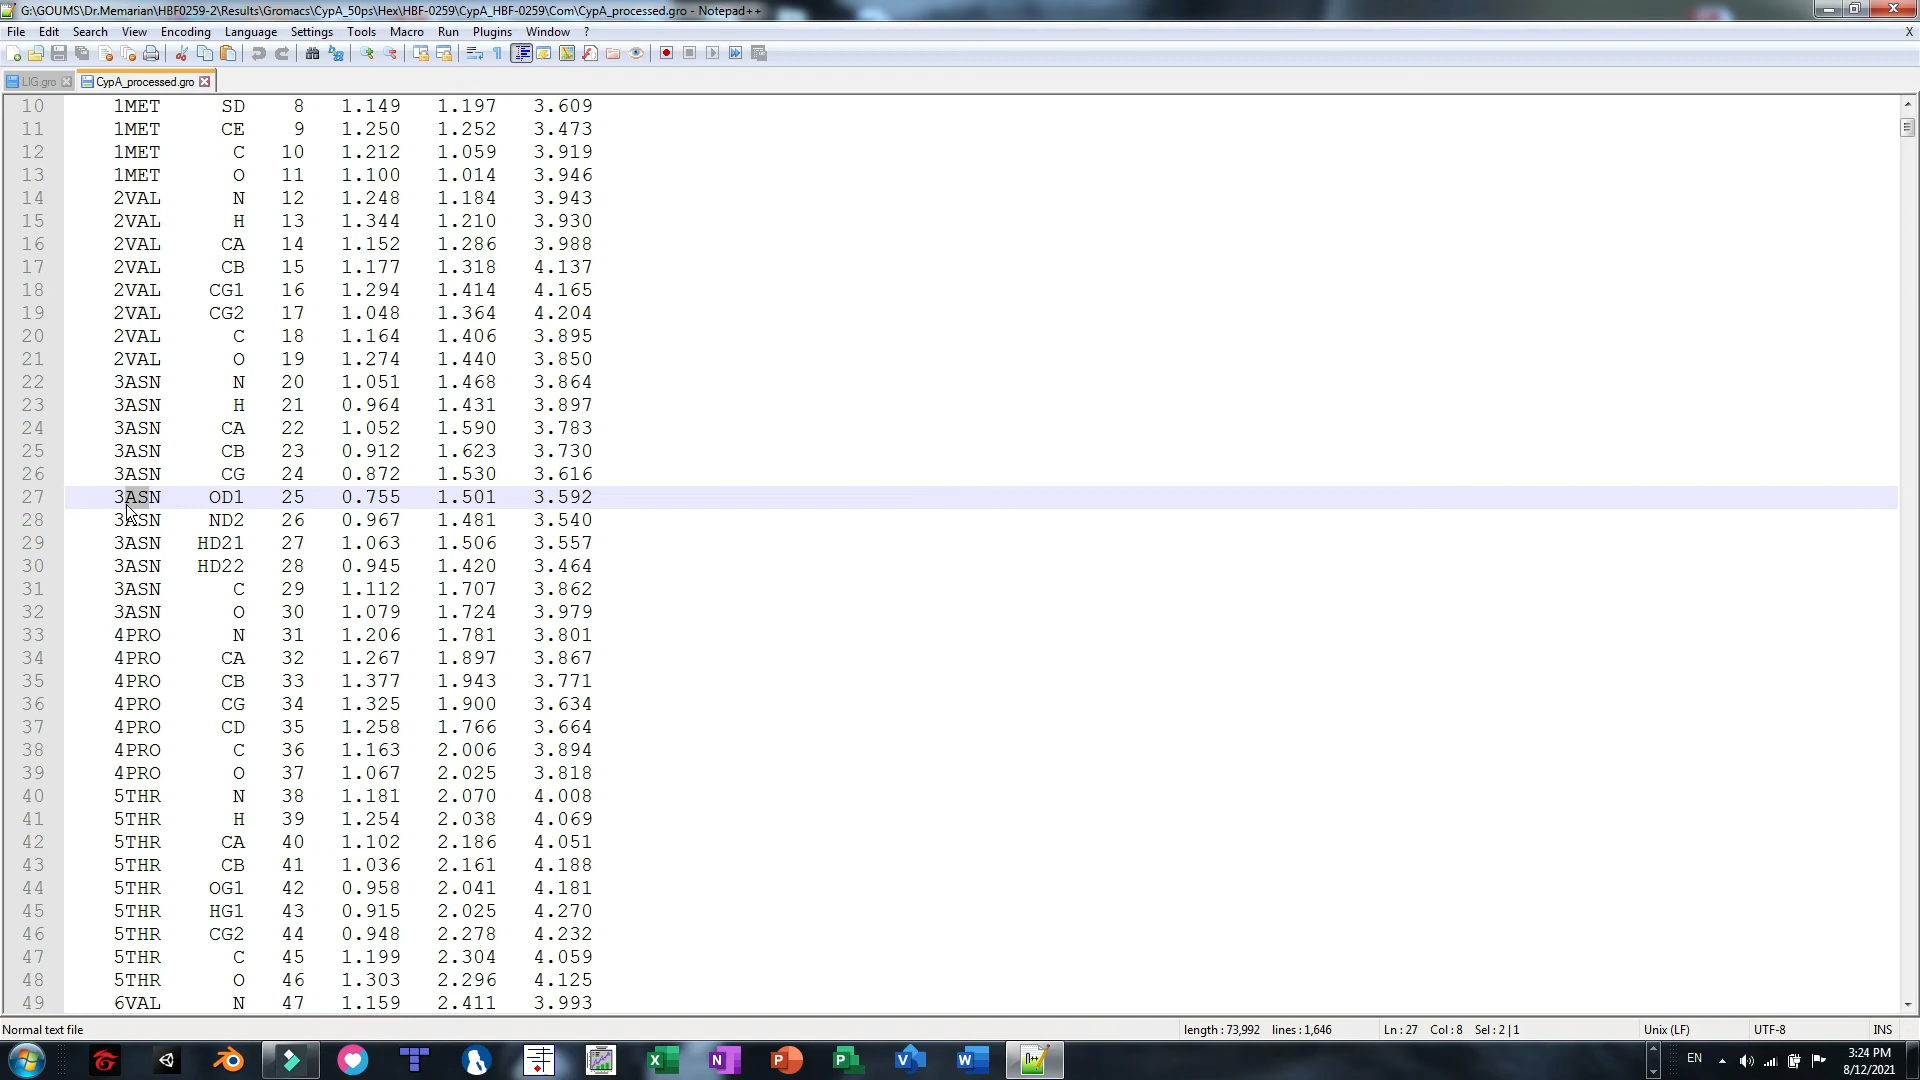 G:\GOUMS\Dr.Memarian\HBF0259-2\Results\Gromacs\CypA_50ps\Hex\HBF-0259\CypA_HBF-0259\Com\CypA_processed.gro - Notepad++
File Edit Search View Encoding Language Settings Tools Macro Run Plugins Window ? X
LIG.gro CypA_processed.gro
10 1MET SD 8 1.149 1.197 3.609
11 1MET CE 9 1.250 1.252 3.473
12 1MET C 10 1.212 1.059 3.919
13 1MET O 11 1.100 1.014 3.946
14 2VAL N 12 1.248 1.184 3.943
15 2VAL H 13 1.344 1.210 3.930
16 2VAL CA 14 1.152 1.286 3.988
17 2VAL CB 15 1.177 1.318 4.137
18 2VAL CG1 16 1.294 1.414 4.165
19 2VAL CG2 17 1.048 1.364 4.204
20 2VAL C 18 1.164 1.406 3.895
21 2VAL O 19 1.274 1.440 3.850
22 3ASN N 20 1.051 1.468 3.864
23 3ASN H 21 0.964 1.431 3.897
24 3ASN CA 22 1.052 1.590 3.783
25 3ASN CB 23 0.912 1.623 3.730
26 3ASN CG 24 0.872 1.530 3.616
27 3ASN OD1 25 0.755 1.501 3.592
28 3ASN ND2 26 0.967 1.481 3.540
29 3ASN HD21 27 1.063 1.506 3.557
30 3ASN HD22 28 0.945 1.420 3.464
31 3ASN C 29 1.112 1.707 3.862
32 3ASN O 30 1.079 1.724 3.979
33 4PRO N 31 1.206 1.781 3.801
34 4PRO CA 32 1.267 1.897 3.867
35 4PRO CB 33 1.377 1.943 3.771
36 4PRO CG 34 1.325 1.900 3.634
37 4PRO CD 35 1.258 1.766 3.664
38 4PRO C 36 1.163 2.006 3.894
39 4PRO O 37 1.067 2.025 3.818
40 5THR N 38 1.181 2.070 4.008
41 5THR H 39 1.254 2.038 4.069
42 5THR CA 40 1.102 2.186 4.051
43 5THR CB 41 1.036 2.161 4.188
44 5THR OG1 42 0.958 2.041 4.181
45 5THR HG1 43 0.915 2.025 4.270
46 5THR CG2 44 0.948 2.278 4.232
47 5THR C 45 1.199 2.304 4.059
48 5THR O 46 1.303 2.296 4.125
49 6VAL N 47 1.159 2.411 3.993
Normal text file length : 73,992 lines : 1,646 Ln : 27 Col : 8 Sel : 2 | 1 Unix (LF) UTF-8 INS
EN 3:24 PM
8/12/2021